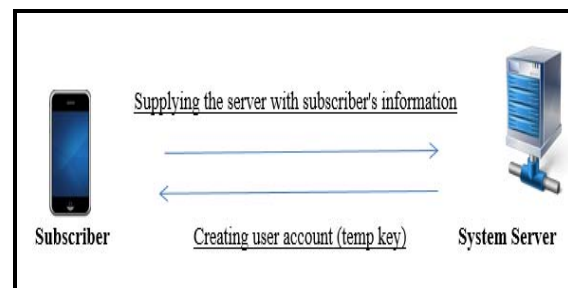 Supplying the server with subscriber's information
Subscriber
Creating user account (temp key)
System Server